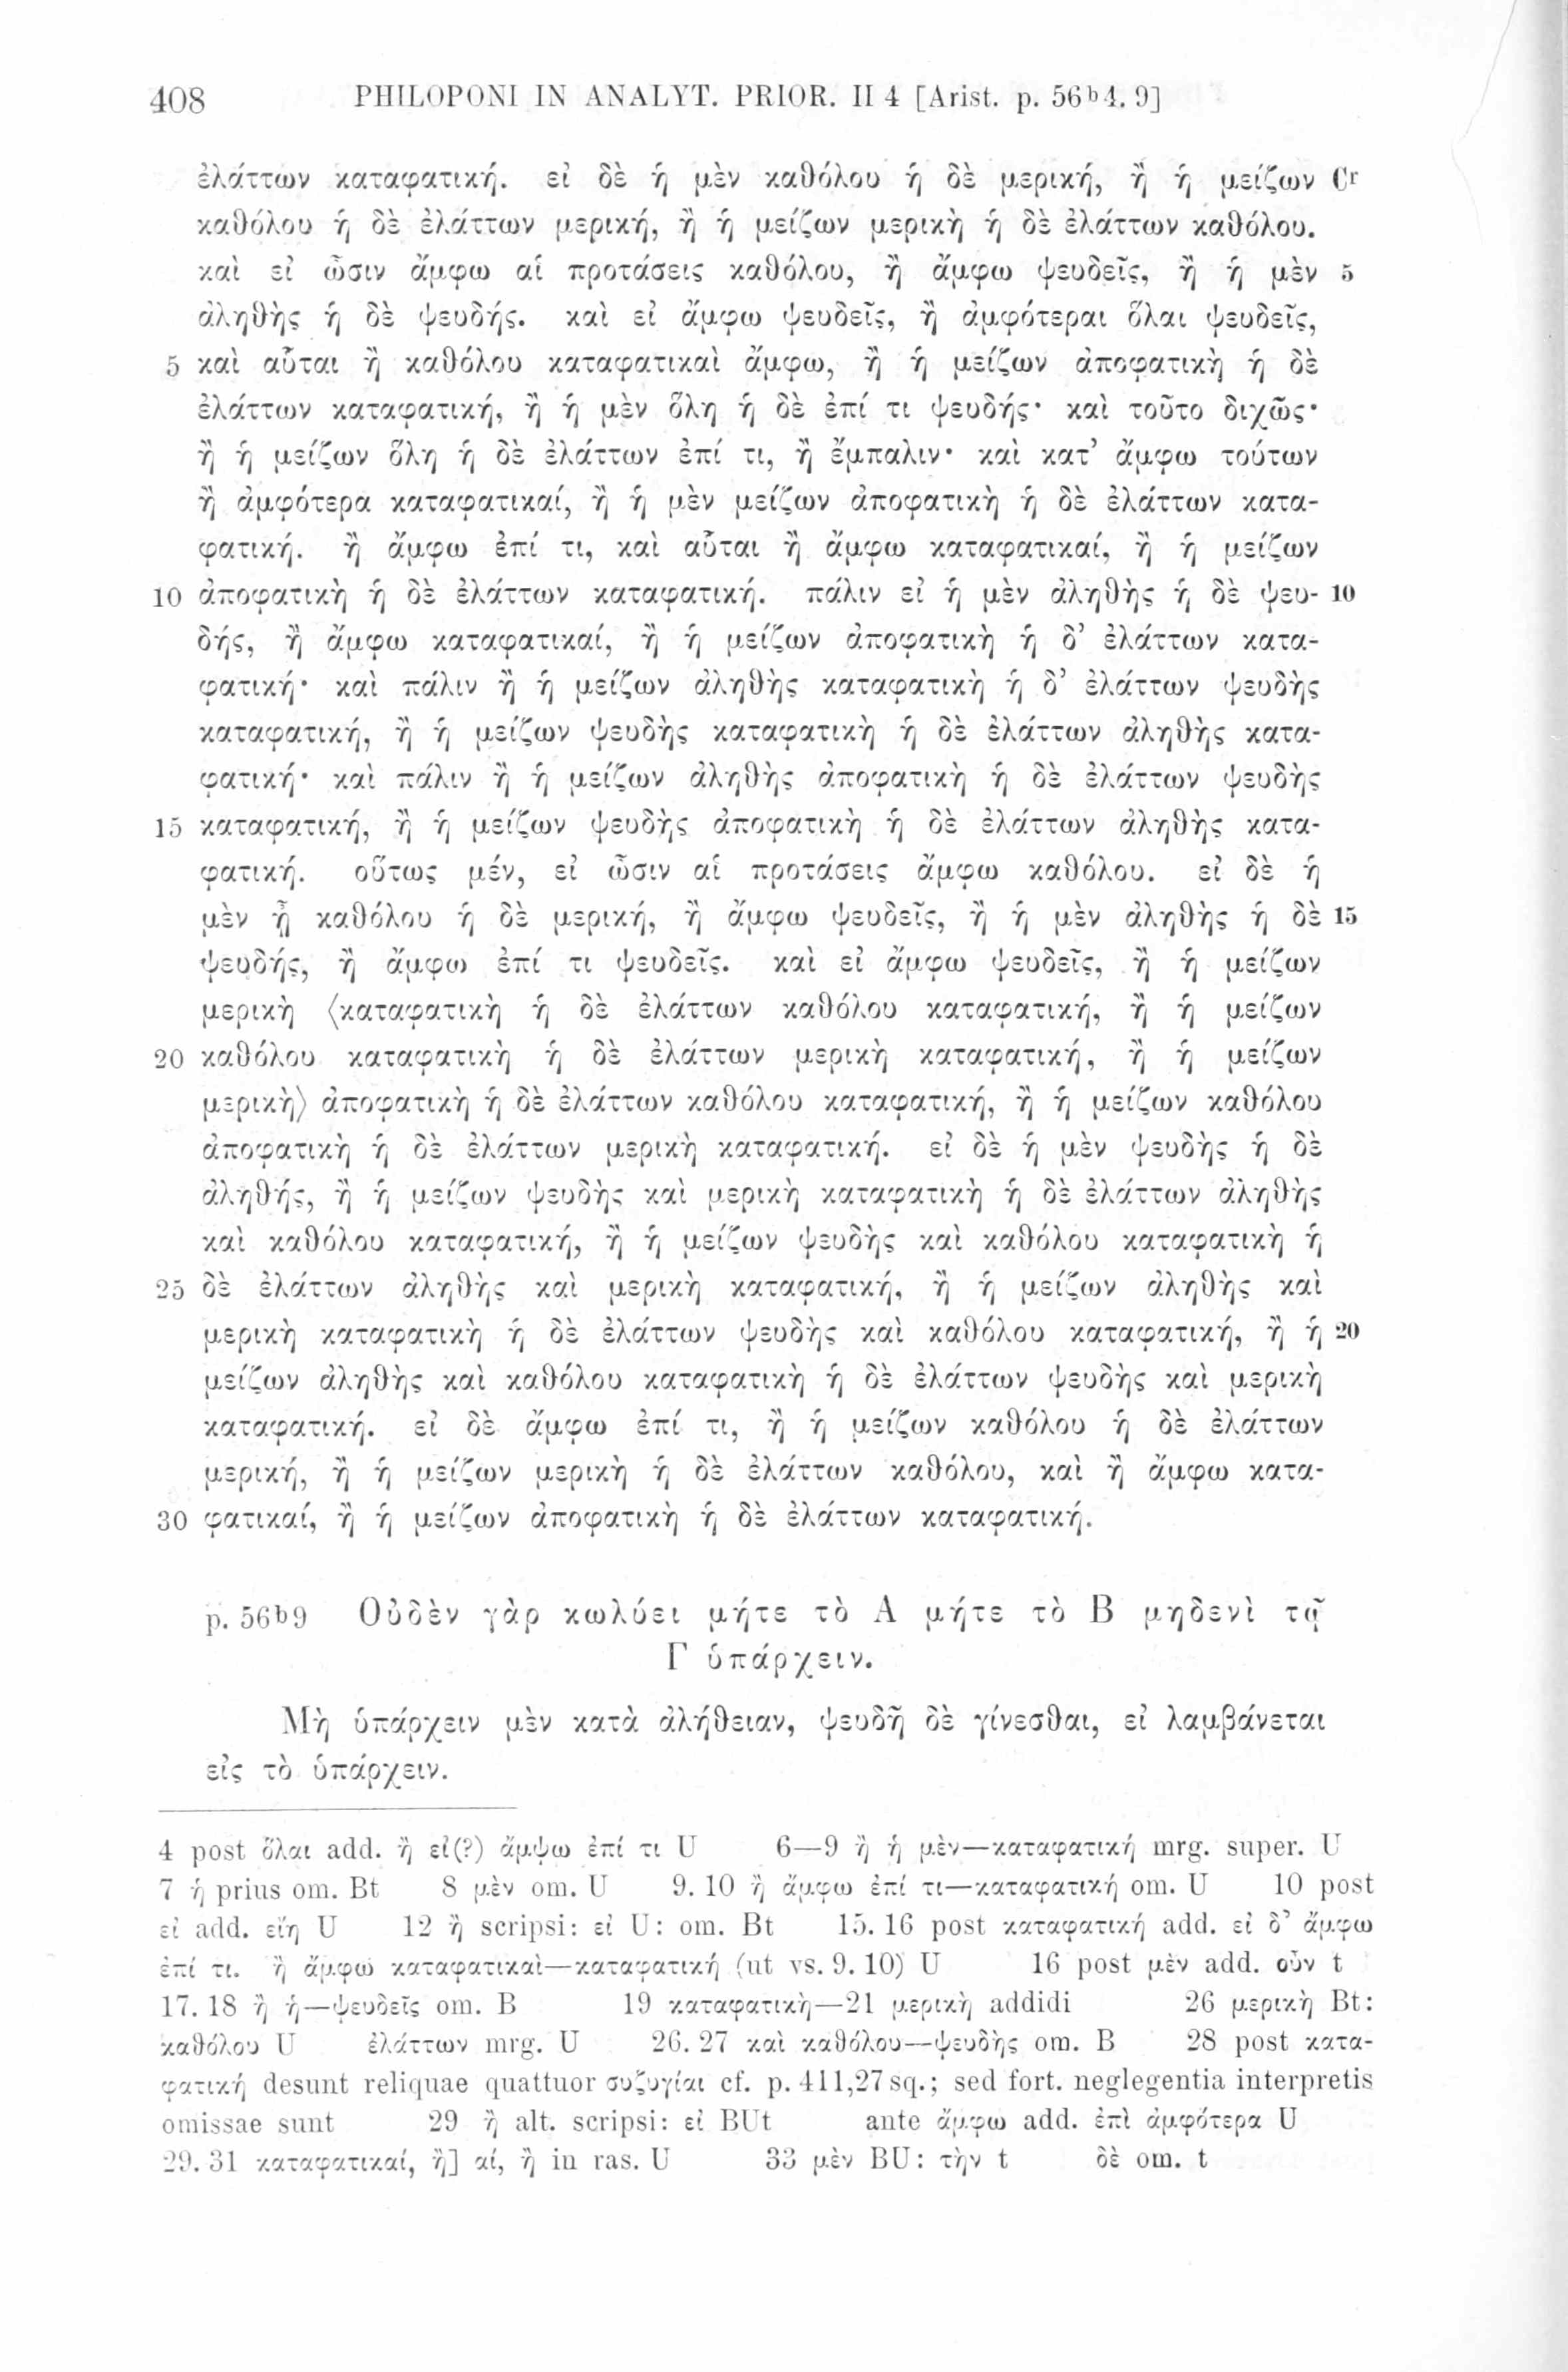 408 PHILOPONI IN ANALYT. PRIOR. II 4 [Arist. p. 56ᵇ4. 9]
ἐλάττων καταφατική. εἰ δὲ ἡ μὲν καθόλου ἡ δὲ μερική, ἢ ἡ μείζων Cr
καθόλου ἡ δὲ ἐλάττων μερική, ἢ ἡ μείζων μερικὴ ἡ δὲ ἐλάττων καθόλου.
καὶ εἰ ὦσιν ἄμφω αἱ προτάσεις καθόλου, ἢ ἄμφω ψευδεῖς, ἢ ἡ μὲν 5
ἀληθὴς ἡ δὲ ψευδής. καὶ εἰ ἄμφω ψευδεῖς, ἢ ἀμφότεραι ὅλαι ψευδεῖς,
5 καὶ αὗται ἢ καθόλου καταφατικαὶ ἄμφω, ἢ ἡ μείζων ἀποφατικὴ ἡ δὲ
ἐλάττων καταφατική, ἢ ἡ μὲν ὅλη ἡ δὲ ἐπί τι ψευδής· καὶ τοῦτο διχῶς·
ἢ ἡ μείζων ὅλη ἡ δὲ ἐλάττων ἐπί τι, ἢ ἔμπαλιν· καὶ κατ’ ἄμφω τούτων
ἢ ἀμφότερα καταφατικαί, ἢ ἡ μὲν μείζων ἀποφατικὴ ἡ δὲ ἐλάττων κατα-
φατική. ἢ ἄμφω ἐπί τι, καὶ αὗται ἢ ἄμφω καταφατικαί, ἢ ἡ μείζων
10 ἀποφατικὴ ἡ δὲ ἐλάττων καταφατική. πάλιν εἰ ἡ μὲν ἀληθὴς ἡ δὲ ψευ- 10
δής, ἢ ἄμφω καταφατικαί, ἢ ἡ μείζων ἀποφατικὴ ἡ δ’ ἐλάττων κατα-
φατική· καὶ πάλιν ἢ ἡ μείζων ἀληθὴς καταφατικὴ ἡ δ’ ἐλάττων ψευδὴς
καταφατική, ἢ ἡ μείζων ψευδὴς καταφατικὴ ἡ δὲ ἐλάττων ἀληθὴς κατα-
φατική· καὶ πάλιν ἢ ἡ μείζων ἀληθὴς ἀποφατικὴ ἡ δὲ ἐλάττων ψευδὴς
15 καταφατική, ἢ ἡ μείζων ψευδὴς ἀποφατικὴ ἡ δὲ ἐλάττων ἀληθὴς κατα-
φατική. οὕτως μέν, εἰ ὦσιν αἱ προτάσεις ἄμφω καθόλου. εἰ δὲ ἡ
μὲν ᾖ καθόλου ἡ δὲ μερική, ἢ ἄμφω ψευδεῖς, ἢ ἡ μὲν ἀληθὴς ἡ δὲ 15
ψευδής, ἢ ἄμφω ἐπί τι ψευδεῖς. καὶ εἰ ἄμφω ψευδεῖς, ἢ ἡ μείζων
μερικὴ ⟨καταφατικὴ ἡ δὲ ἐλάττων καθόλου καταφατική, ἢ ἡ μείζων
20 καθόλου καταφατικὴ ἡ δὲ ἐλάττων μερικὴ καταφατική, ἢ ἡ μείζων
μερικὴ⟩ ἀποφατικὴ ἡ δὲ ἐλάττων καθόλου καταφατική, ἢ ἡ μείζων καθόλου
ἀποφατικὴ ἡ δὲ ἐλάττων μερικὴ καταφατική. εἰ δὲ ἡ μὲν ψευδὴς ἡ δὲ
ἀληθής, ἢ ἡ μείζων ψευδὴς καὶ μερικὴ καταφατικὴ ἡ δὲ ἐλάττων ἀληθὴς
καὶ καθόλου καταφατική, ἢ ἡ μείζων ψευδὴς καὶ καθόλου καταφατικὴ ἡ
25 δὲ ἐλάττων ἀληθὴς καὶ μερικὴ καταφατική, ἢ ἡ μείζων ἀληθὴς καὶ
μερικὴ καταφατικὴ ἡ δὲ ἐλάττων ψευδὴς καὶ καθόλου καταφατική, ἢ ἡ 20
μείζων ἀληθὴς καὶ καθόλου καταφατικὴ ἡ δὲ ἐλάττων ψευδὴς καὶ μερικὴ
καταφατική. εἰ δὲ ἄμφω ἐπί τι, ἢ ἡ μείζων καθόλου ἡ δὲ ἐλάττων
μερική, ἢ ἡ μείζων μερικὴ ἡ δὲ ἐλάττων καθόλου, καὶ ἢ ἄμφω κατα-
30 φατικαί, ἢ ἡ μείζων ἀποφατικὴ ἡ δὲ ἐλάττων καταφατική.
p. 56ᵇ9 Οὐδὲν γὰρ κωλύει μήτε τὸ Α μήτε τὸ Β μηδενὶ τῷ
Γ ὑπάρχειν.
Μὴ ὑπάρχειν μὲν κατὰ ἀλήθειαν, ψευδῆ δὲ γίνεσθαι, εἰ λαμβάνεται
εἰς τὸ ὑπάρχειν.
4 post ὅλαι add. ἢ εἰ(?) ἄμψω ἐπί τι U 6—9 ἢ ἡ μὲν—καταφατική mrg. super. U
7 ἡ prius om. Bt 8 μὲν om. U 9. 10 ἢ ἄμφω ἐπί τι—καταφατική om. U 10 post
εἰ add. εἴη U 12 ἢ scripsi: εἰ U: om. Bt 15. 16 post καταφατική add. εἰ δ’ ἄμφω
ἐπί τι. ἢ ἄμφω καταφατικαὶ—καταφατική (ut vs. 9. 10) U 16 post μὲν add. οὖν t
17. 18 ἢ ἡ—ψευδεῖς om. B 19 καταφατικὴ—21 μερικὴ addidi 26 μερικὴ Bt:
καθόλου U ἐλάττων mrg. U 26. 27 καὶ καθόλου—ψευδὴς om. B 28 post κατα-
φατική desunt reliquae quattuor συζυγίαι cf. p. 411,27 sq.; sed fort. neglegentia interpretis
omissae sunt 29 ἢ alt. scripsi: εἰ BUt ante ἄμφω add. ἐπὶ ἀμφότερα U
29. 31 καταφατικαί, ἢ] αί, ἢ in ras. U 33 μὲν BU: τὴν t δὲ om. t